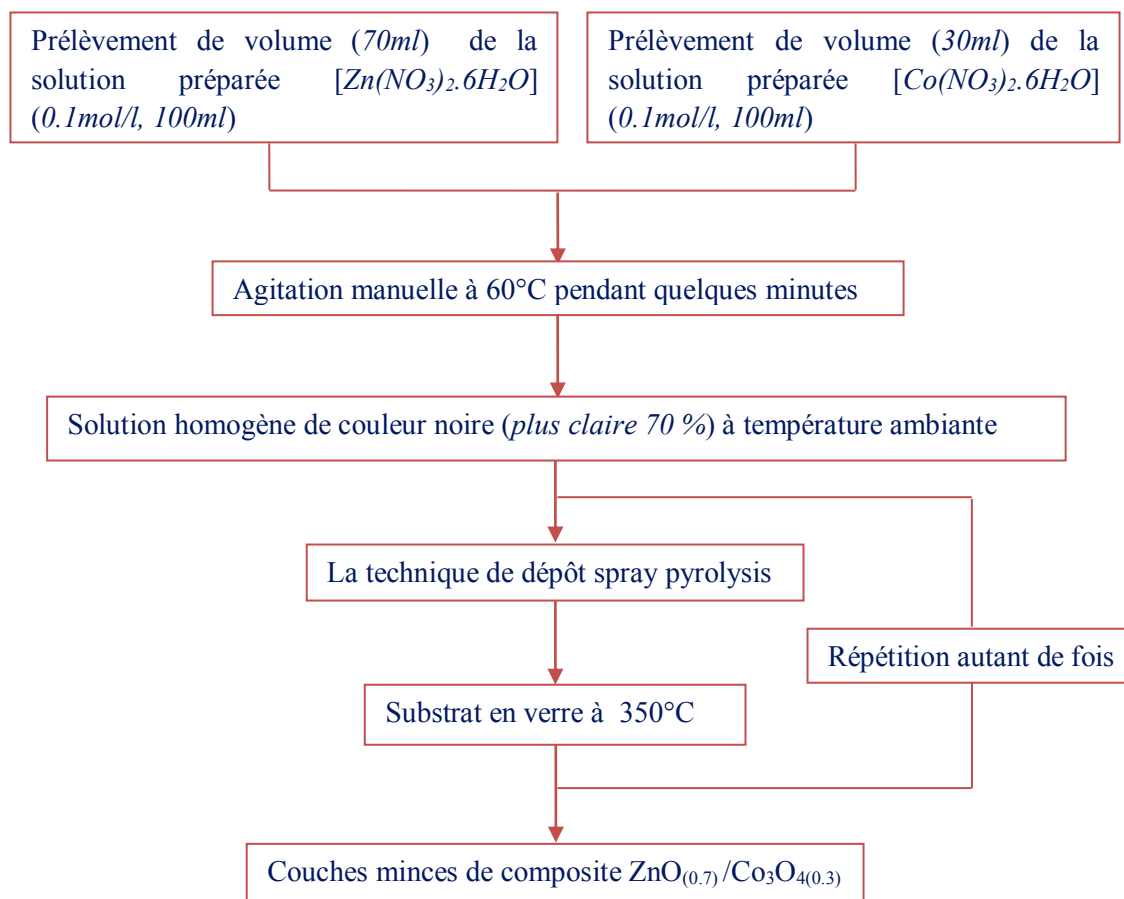 Prélèvement de volume (70ml) de la
solution préparée [Zn(NO₃)₂.6H₂O]
(0.1mol/l, 100ml)
Prélèvement de volume (30ml) de la
solution préparée [Co(NO₃)₂.6H₂O]
(0.1mol/l, 100ml)
Agitation manuelle à 60°C pendant quelques minutes
Solution homogène de couleur noire (plus claire 70 %) à température ambiante
La technique de dépôt spray pyrolysis
Répétition autant de fois
Substrat en verre à 350°C
Couches minces de composite ZnO₍₀.₇₎ /Co₃O₄₍₀.₃₎